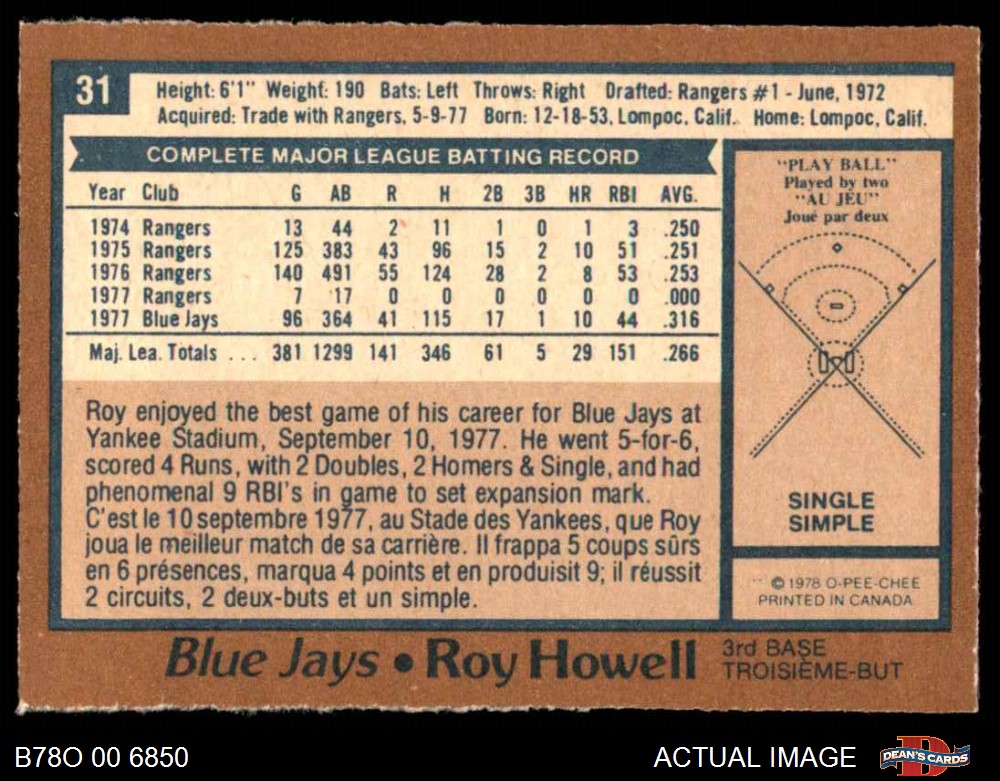 31
Height: 6'1" Weight: 190 Bats: Left Throws: Right Drafted: Rangers #1 - June, 1972
Acquired: Trade with Rangers, 5-9-77 Born: 12-18-53, Lompoc, Calif. Home: Lompoc, Calif.
COMPLETE MAJOR LEAGUE BATTING RECORD
Year Club G AB R H 2B 3B HR RBI AVG.
1974 Rangers 13 44 2 11 1 0 1 3 .250
1975 Rangers 125 383 43 96 15 2 10 51 .251
1976 Rangers 140 491 55 124 28 2 8 53 .253
1977 Rangers 7 17 0 0 0 0 0 0 .000
1977 Blue Jays 96 364 41 115 17 1 10 44 .316
Maj. Lea. Totals ... 381 1299 141 346 61 5 29 151 .266
Roy enjoyed the best game of his career for Blue Jays at
Yankee Stadium, September 10, 1977. He went 5-for-6,
scored 4 Runs, with 2 Doubles, 2 Homers & Single, and had
phenomenal 9 RBI's in game to set expansion mark.
C'est le 10 septembre 1977, au Stade des Yankees, que Roy
joua le meilleur match de sa carrière. Il frappa 5 coups sûrs
en 6 présences, marqua 4 points et en produisit 9; il réussit
2 circuits, 2 deux-buts et un simple.
"PLAY BALL"
Played by two
"AU JEU"
Joué par deux
SINGLE
SIMPLE
© 1978 O-PEE-CHEE
PRINTED IN CANADA
Blue Jays • Roy Howell
3rd BASE
TROISIÈME-BUT
B78O 00 6850
ACTUAL IMAGE
DEAN'S CARDS